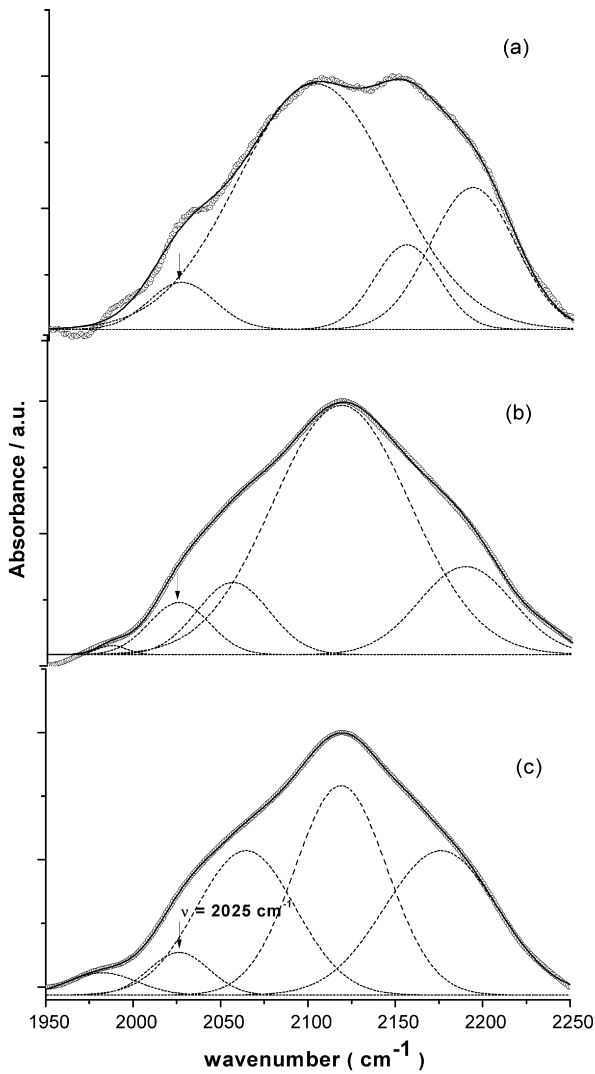 (a)
(b)
Absorbance / a.u.
(c)
ν = 2025 cm-1
1950 2000 2050 2100 2150 2200 2250
wavenumber ( cm-1 )